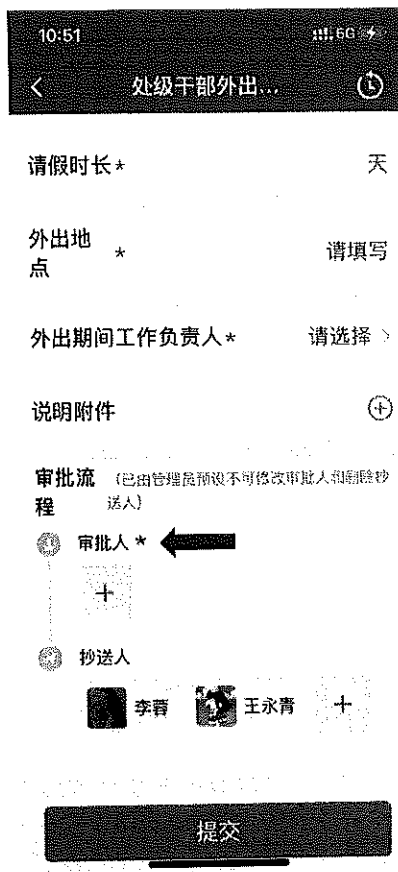 10:51
5G
处级干部外出...
请假时长*
天
外出地点*
请填写
外出期间工作负责人*
请选择
说明附件
审批流程
(已由管理员预设不可修改审批人和删除抄送人)
审批人*
抄送人
李蓉
王永青
提交